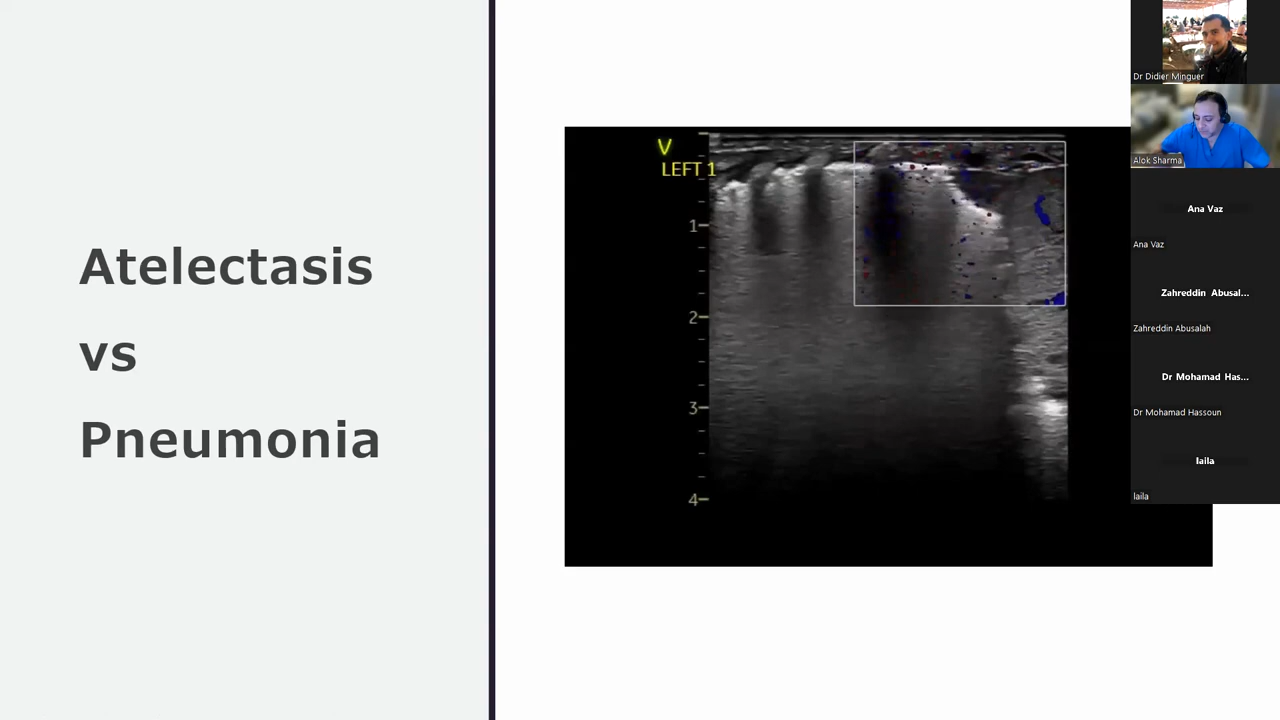 Atelectasis
vs
Pneumonia
V
LEFT 1
1
2
3
4
Dr Didier Minguer
Alok Sharma
Ana Vaz
Ana Vaz
Zahreddin Abusal...
Zahreddin Abusalah
Dr Mohamad Has...
Dr Mohamad Hassoun
laila
laila